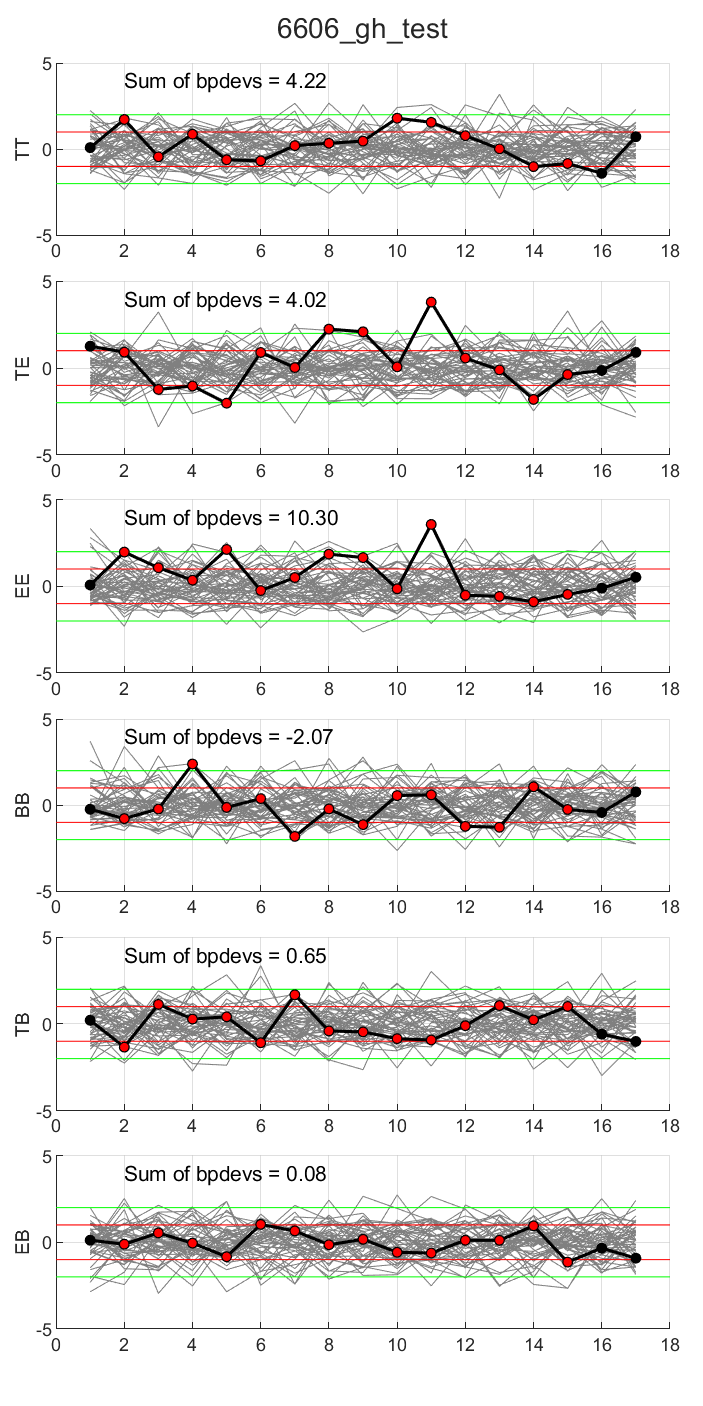 6606_gh_test
Sum of bpdevs = 4.22
TT
5
0
-5
0 2 4 6 8 10 12 14 16 18
Sum of bpdevs = 4.02
TE
5
0
-5
0 2 4 6 8 10 12 14 16 18
Sum of bpdevs = 10.30
EE
5
0
-5
0 2 4 6 8 10 12 14 16 18
Sum of bpdevs = -2.07
BB
5
0
-5
0 2 4 6 8 10 12 14 16 18
Sum of bpdevs = 0.65
TB
5
0
-5
0 2 4 6 8 10 12 14 16 18
Sum of bpdevs = 0.08
EB
5
0
-5
0 2 4 6 8 10 12 14 16 18